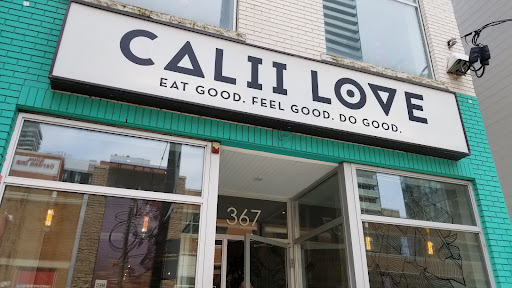 CALII LOVE
EAT GOOD. FEEL GOOD. DO GOOD.
367